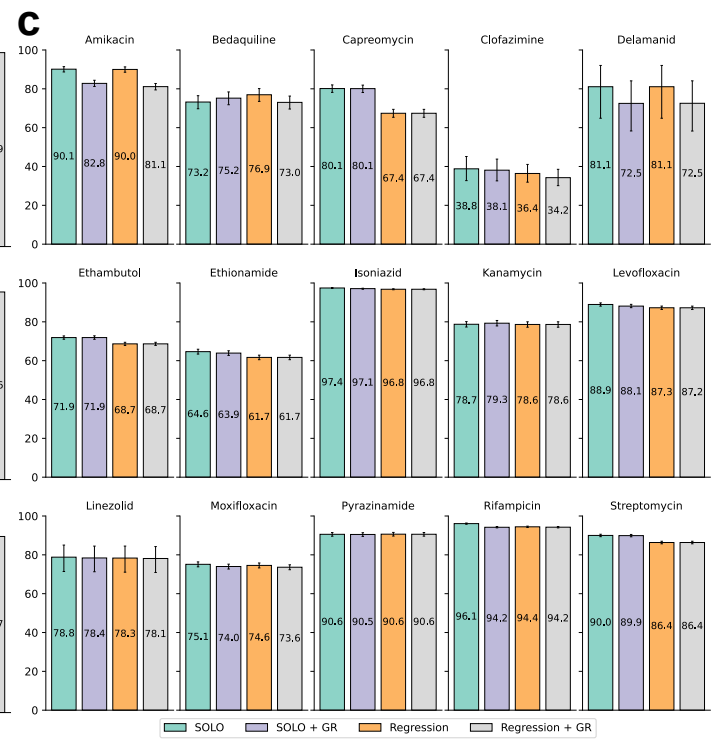 C
Amikacin Bedaquiline Capreomycin Clofazimine Delamanid
100
80
60
40
20
0
90.1 82.8 90.0 81.1
73.2 75.2 76.9 73.0
80.1 80.1 67.4 67.4
38.8 38.1 36.4 34.2
81.1 72.5 81.1 72.5
Ethambutol Ethionamide Isoniazid Kanamycin Levofloxacin
100
80
60
40
20
0
71.9 71.9 68.7 68.7
64.6 63.9 61.7 61.7
97.4 97.1 96.8 96.8
78.7 79.3 78.6 78.6
88.9 88.1 87.3 87.2
Linezolid Moxifloxacin Pyrazinamide Rifampicin Streptomycin
100
80
60
40
20
0
78.8 78.4 78.3 78.1
75.1 74.0 74.6 73.6
90.6 90.5 90.6 90.6
96.1 94.2 94.4 94.2
90.0 89.9 86.4 86.4
SOLO SOLO + GR Regression Regression + GR